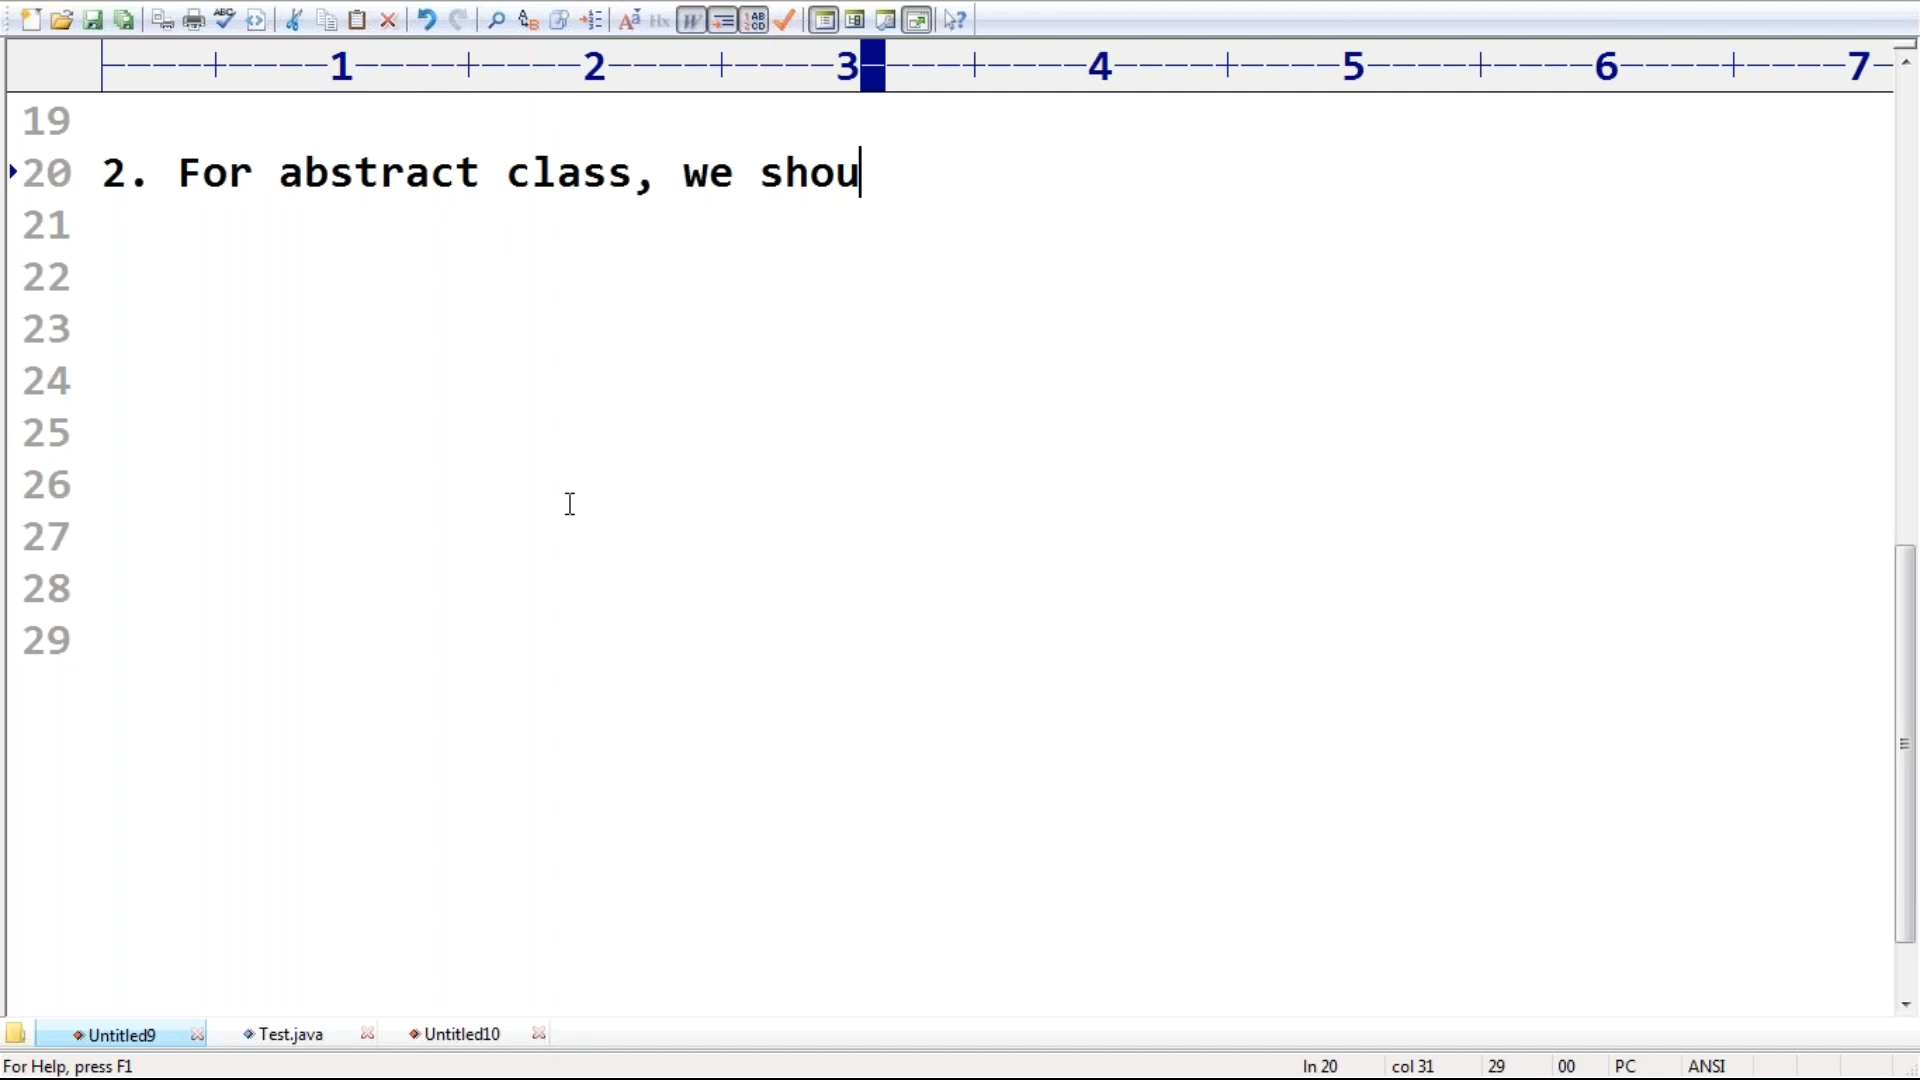 1 2 3 4 5 6 7
19
20 2. For abstract class, we shou
21
22
23
24
25
26
27
28
29
Untitled9 Test.java Untitled10
For Help, press F1 ln 20 col 31 29 00 PC ANSI